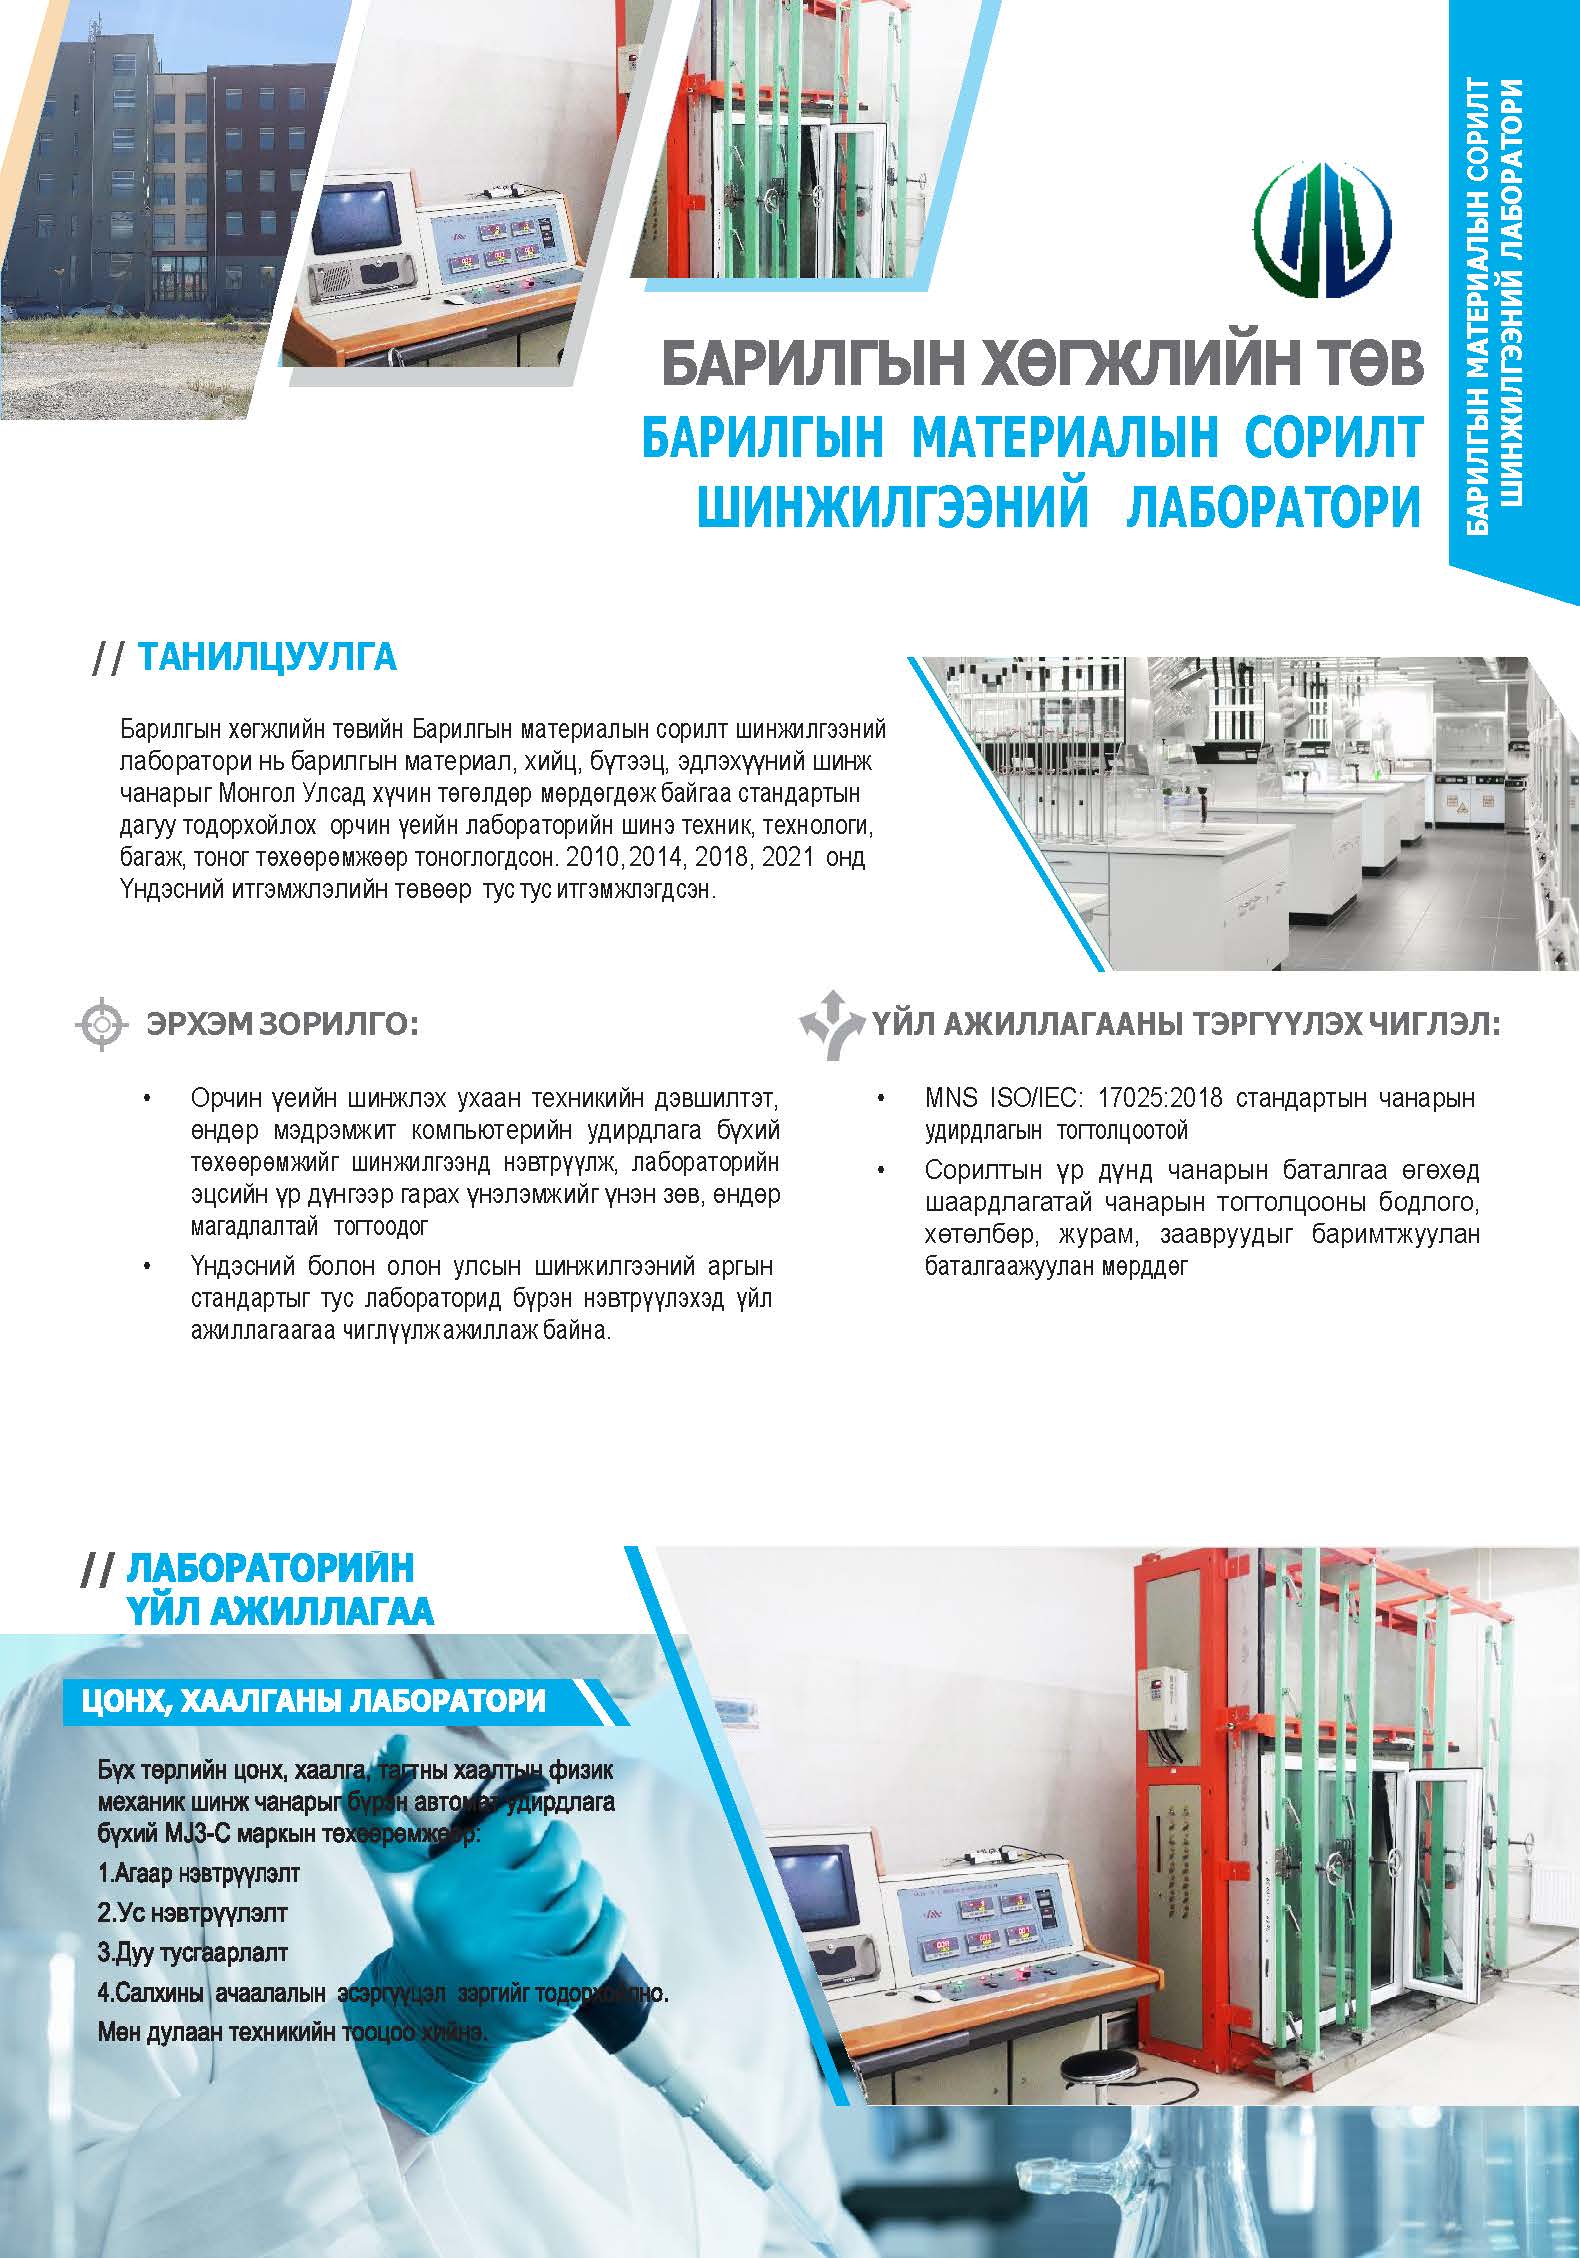 БАРИЛГЫН МАТЕРИАЛЫН СОРИЛТ
ШИНЖИЛГЭЭНИЙ ЛАБОРАТОРИ
БАРИЛГЫН ХӨГЖЛИЙН ТӨВ
БАРИЛГЫН МАТЕРИАЛЫН СОРИЛТ
ШИНЖИЛГЭЭНИЙ ЛАБОРАТОРИ
// ТАНИЛЦУУЛГА
Барилгын хөгжлийн төвийн Барилгын материалын сорилт шинжилгээний
лаборатори нь барилгын материал, хийц, бүтээц, эдлэхүүний шинж
чанарыг Монгол Улсад хүчин төгөлдөр мөрдөгдөж байгаа стандартын
дагуу тодорхойлох орчин үеийн лабораторийн шинэ техник, технологи,
багаж, тоног төхөөрөмжөөр тоноглогдсон. 2010, 2014, 2018, 2021 онд
Үндэсний итгэмжлэлийн төвөөр тус тус итгэмжлэгдсэн.
ЭРХЭМ ЗОРИЛГО:
• Орчин үеийн шинжлэх ухаан техникийн дэвшилтэт,
өндөр мэдрэмжит компьютерийн удирдлага бүхий
төхөөрөмжийг шинжилгээнд нэвтрүүлж, лабораторийн
эцсийн үр дүнгээр гарах үнэлэмжийг үнэн зөв, өндөр
магадлалтай тогтоодог
• Үндэсний болон олон улсын шинжилгээний аргын
стандартыг тус лабораторид бүрэн нэвтрүүлэхэд үйл
ажиллагаагаа чиглүүлж ажиллаж байна.
ҮЙЛ АЖИЛЛАГААНЫ ТЭРГҮҮЛЭХ ЧИГЛЭЛ:
• MNS ISO/IEC: 17025:2018 стандартын чанарын
удирдлагын тогтолцоотой
• Сорилтын үр дүнд чанарын баталгаа өгөхөд
шаардлагатай чанарын тогтолцооны бодлого,
хөтөлбөр, журам, заавруудыг баримтжуулан
баталгаажуулан мөрддөг
// ЛАБОРАТОРИЙН
ҮЙЛ АЖИЛЛАГАА
ЦОНХ, ХААЛГАНЫ ЛАБОРАТОРИ
Бүх төрлийн цонх, хаалга, тагтны хаалтын физик
механик шинж чанарыг бүрэн автомат удирдлага
бүхий MJ3-C маркын төхөөрөмжөөр:
1.Агаар нэвтрүүлэлт
2.Ус нэвтрүүлэлт
3.Дуу тусгаарлалт
4.Салхины ачаалалын эсэргүүцэл зэргийг тодорхойлно.
Мөн дулаан техникийн тооцоо хийнэ.